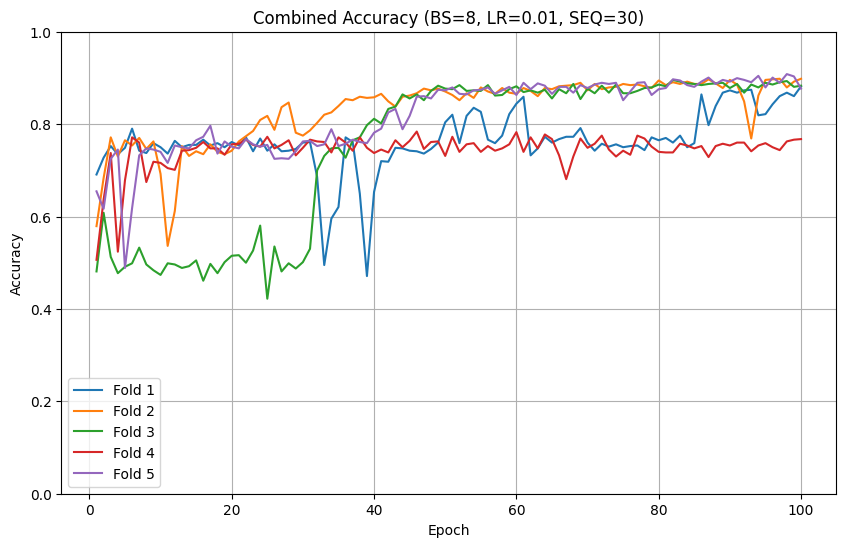 Combined Accuracy (BS=8, LR=0.01, SEQ=30)
1.0
0.8
0.6
0.4
0.2
0.0
Accuracy
Fold 1
Fold 2
Fold 3
Fold 4
Fold 5
0 20 40 60 80 100
Epoch